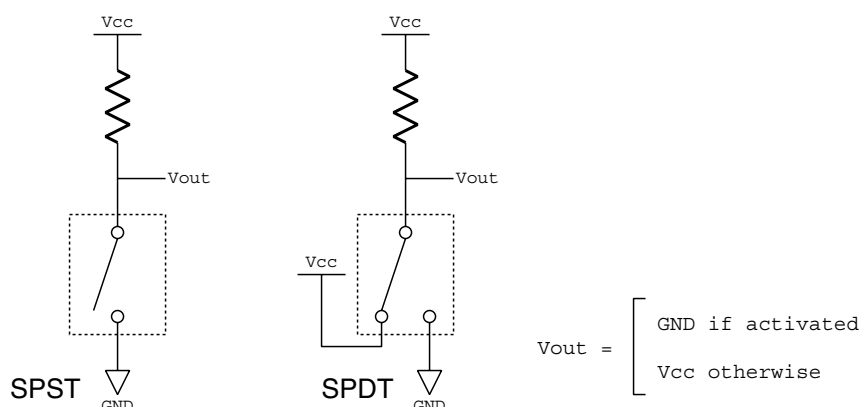 Vcc
Vcc
Vout
Vout
Vcc
GND if activated
Vout =
Vcc otherwise
SPST
SPDT
GND
GND